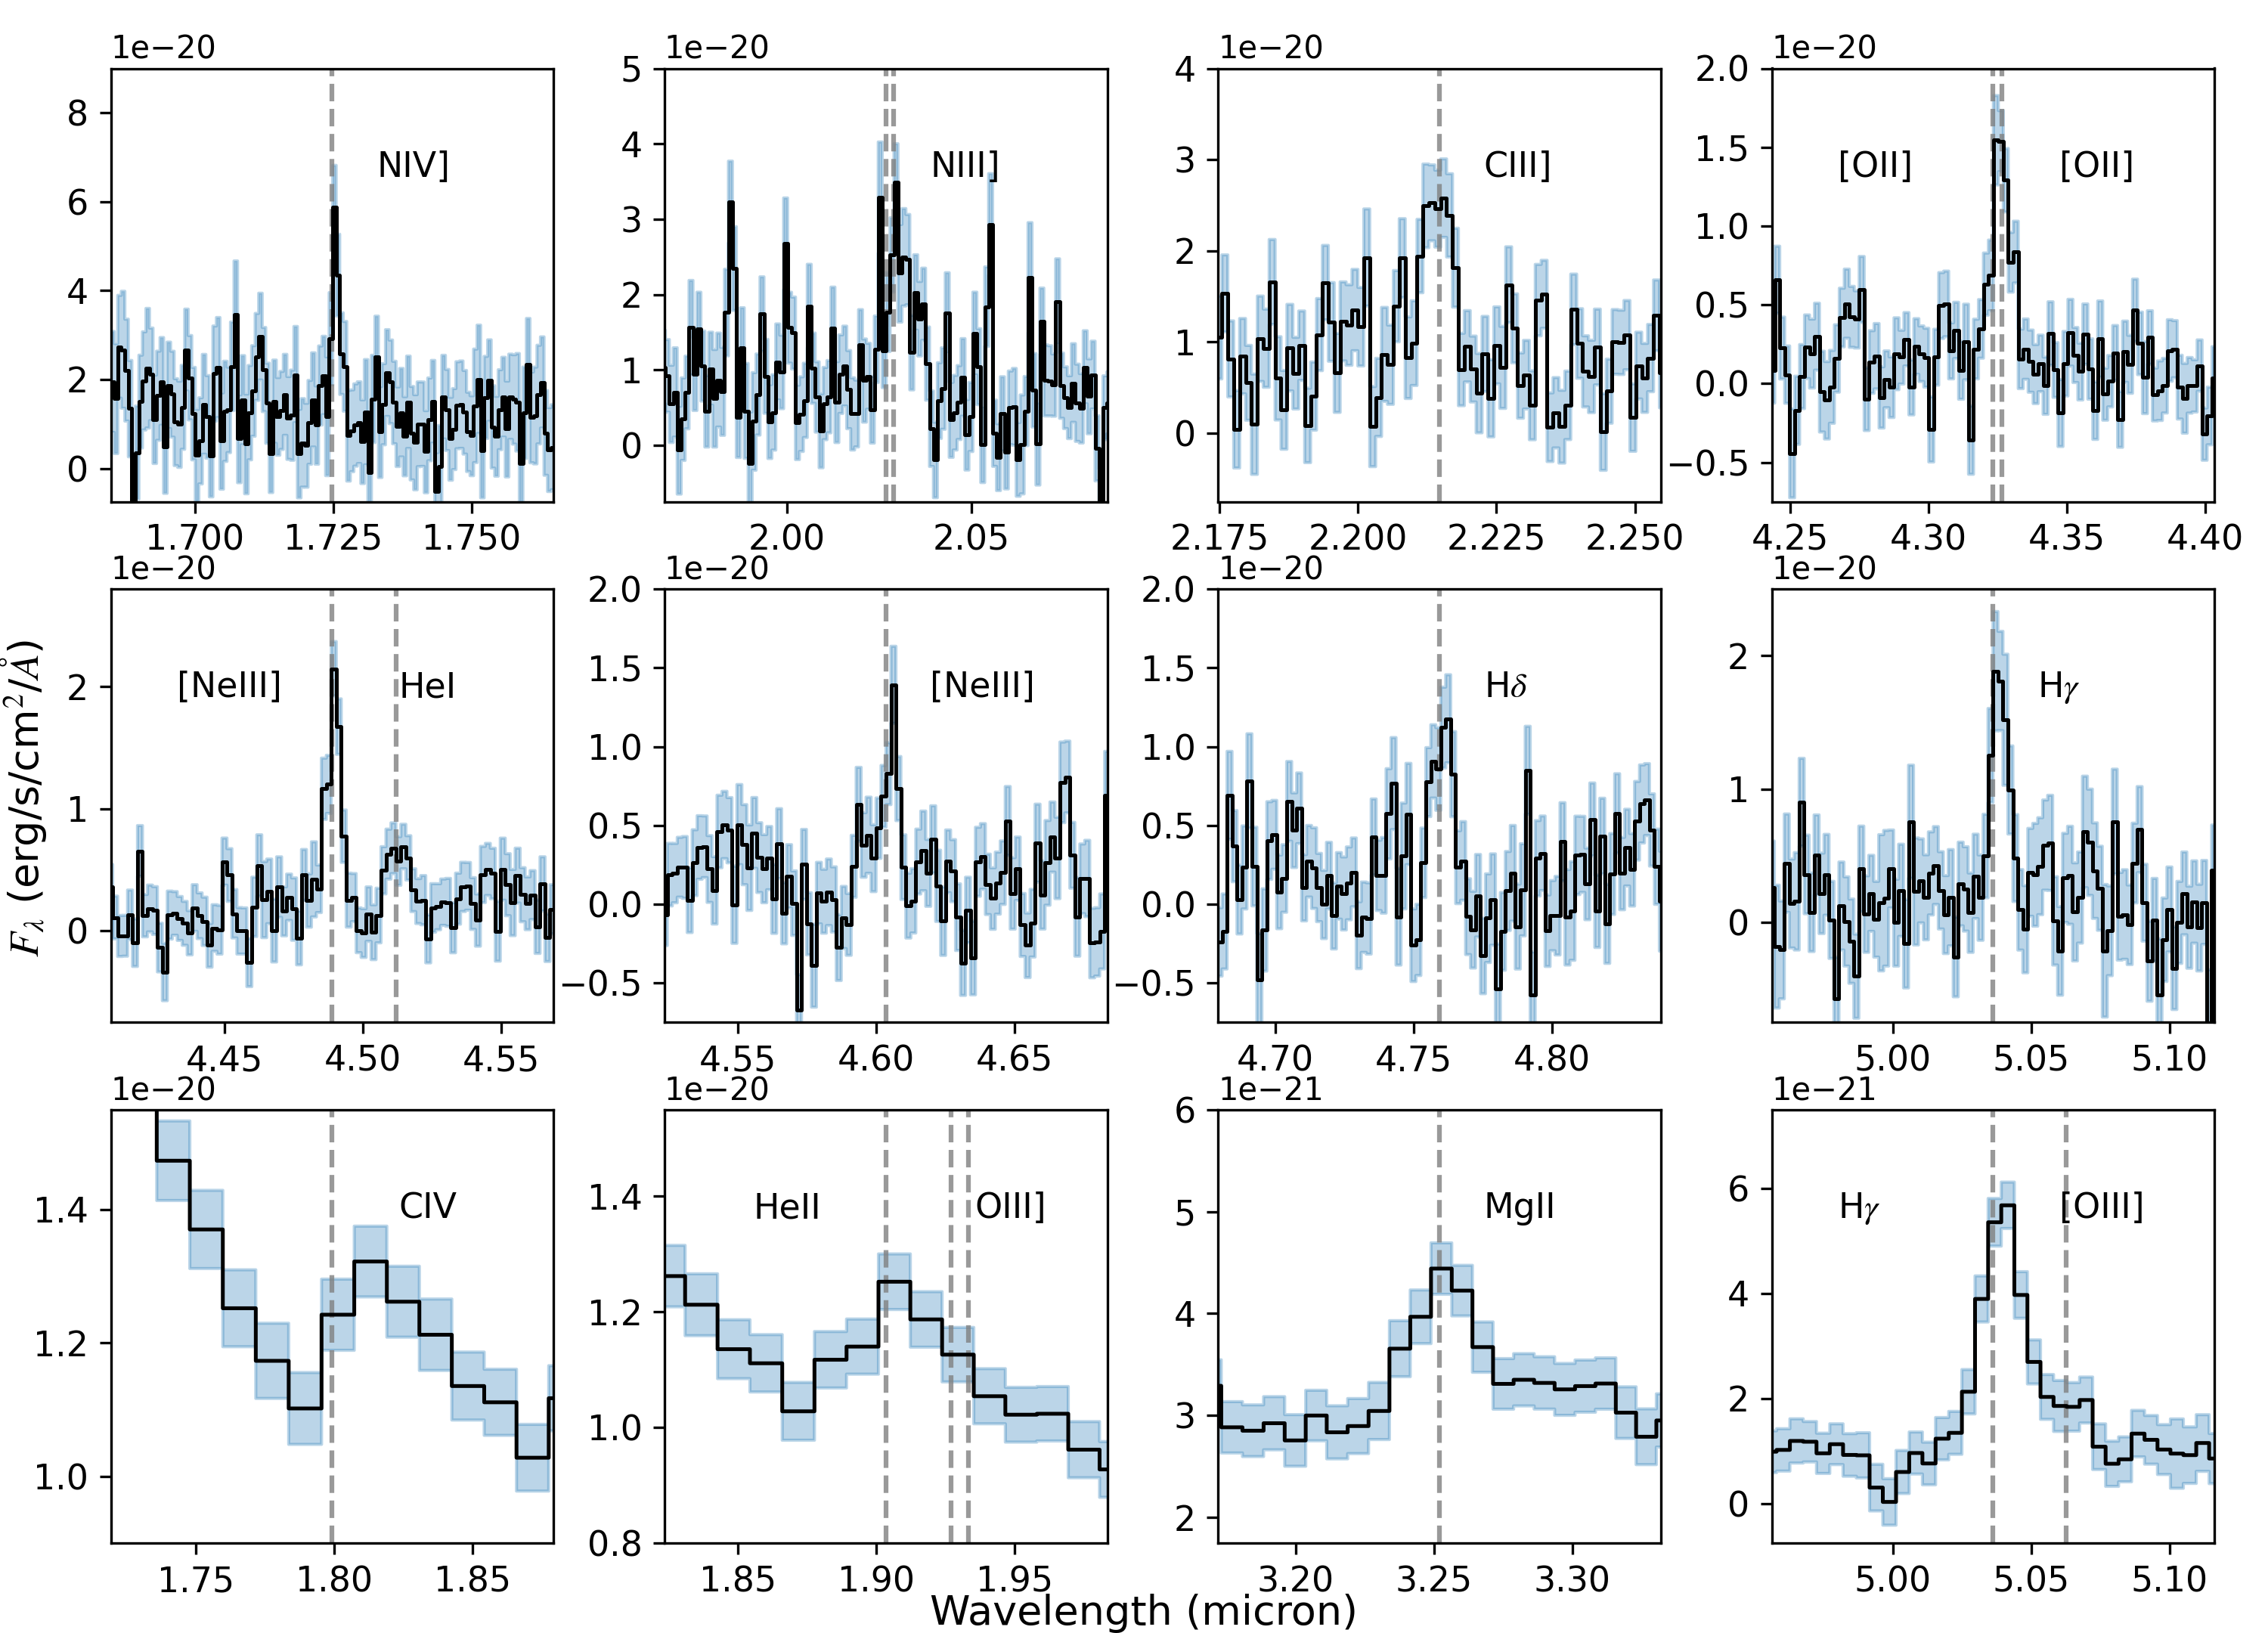 1e−20 1e−20 1e−20 1e−20
8 5 4 2.0
NIV] NIII] CIII] [OII] [OII]
6 4 3 1.5
4 3 2 1.0
2 2 1 0.5
0 1 0 0.0
0 −0.5
1.700 1.725 1.750 2.00 2.05 2.175 2.200 2.225 2.250 4.25 4.30 4.35 4.40
1e−20 1e−20 1e−20 1e−20
2.0 2.0
[NeIII] HeI [NeIII] Hδ Hγ
2 1.5 1.5 2
1 1.0 1.0 1
0 0.5 0.5 0
0.0 0.0
−0.5 −0.5
4.45 4.50 4.55 4.55 4.60 4.65 4.70 4.75 4.80 5.00 5.05 5.10
Fλ (erg/s/cm²/Å)
1e−20 1e−20 1e−21 1e−21
6
CIV HeII OIII] MgII Hγ [OIII]
1.4 1.4 5 6
1.2 1.2 4 4
1.0 1.0 3 2
0.8 2 0
1.75 1.80 1.85 1.85 1.90 1.95 3.20 3.25 3.30 5.00 5.05 5.10
Wavelength (micron)